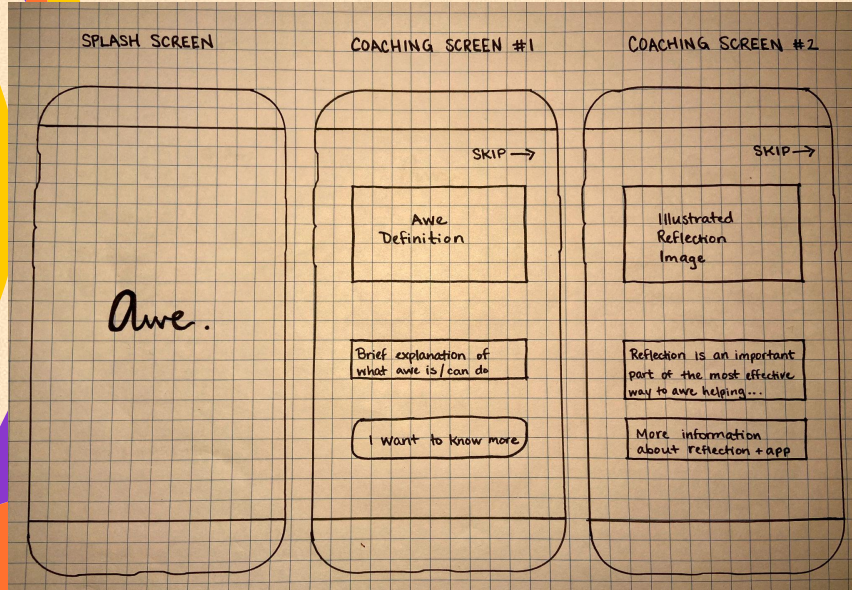 SPLASH SCREEN
COACHING SCREEN #1
COACHING SCREEN #2
Awe.
SKIP →
Awe
Definition
Brief explanation of
what awe is/can do
I want to know more
SKIP →
Illustrated
Reflection
Image
Reflection is an important
part of the most effective
way to awe helping...
More information
about reflection + app